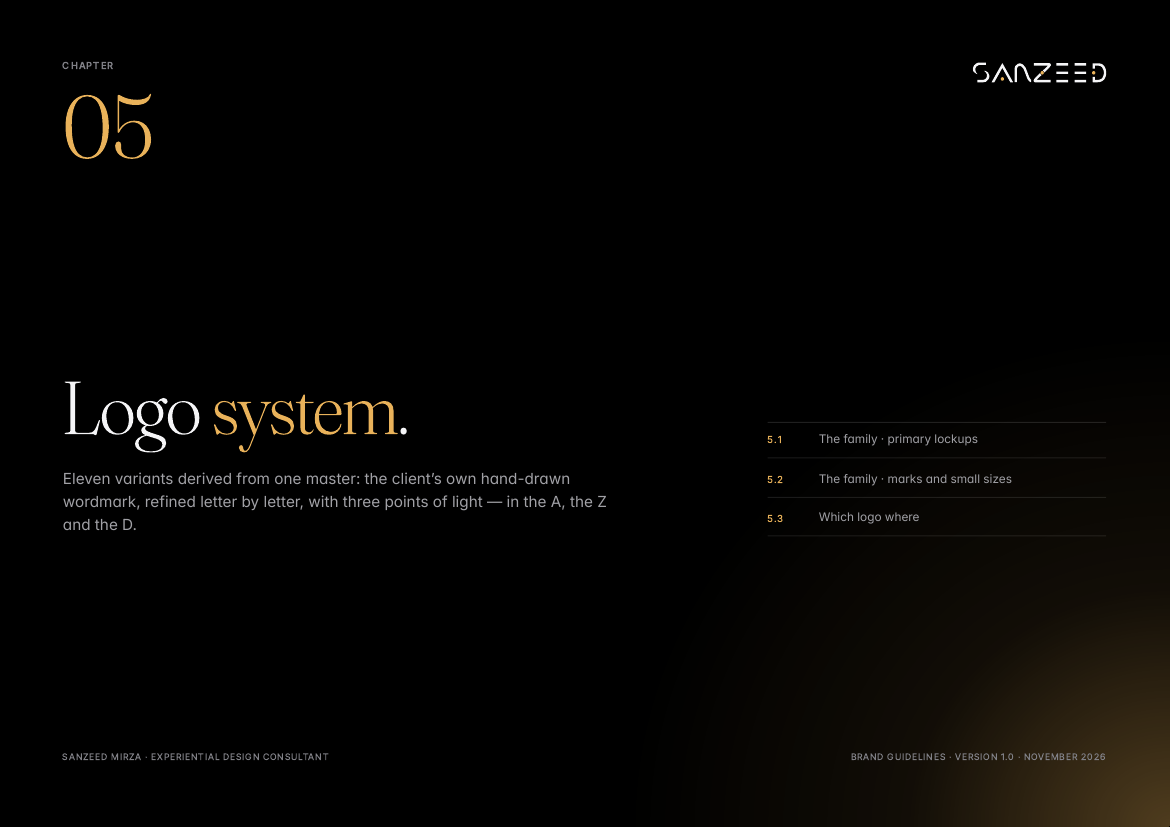 CHAPTER
SANZEED
05
Logo system.
Eleven variants derived from one master: the client’s own hand-drawn
wordmark, refined letter by letter, with three points of light — in the A, the Z
and the D.
5.1 The family · primary lockups
5.2 The family · marks and small sizes
5.3 Which logo where
SANZEED MIRZA · EXPERIENTIAL DESIGN CONSULTANT
BRAND GUIDELINES · VERSION 1.0 · NOVEMBER 2026